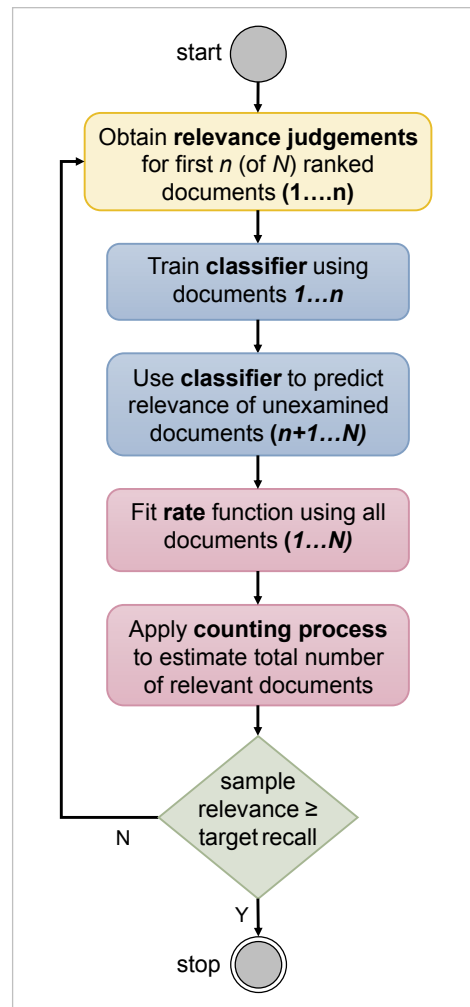 start
Obtain relevance judgements
for first n (of N) ranked
documents (1....n)
Train classifier using
documents 1...n
Use classifier to predict
relevance of unexamined
documents (n+1...N)
Fit rate function using all
documents (1...N)
Apply counting process
to estimate total number
of relevant documents
sample
relevance ≥
target recall
N
Y
stop